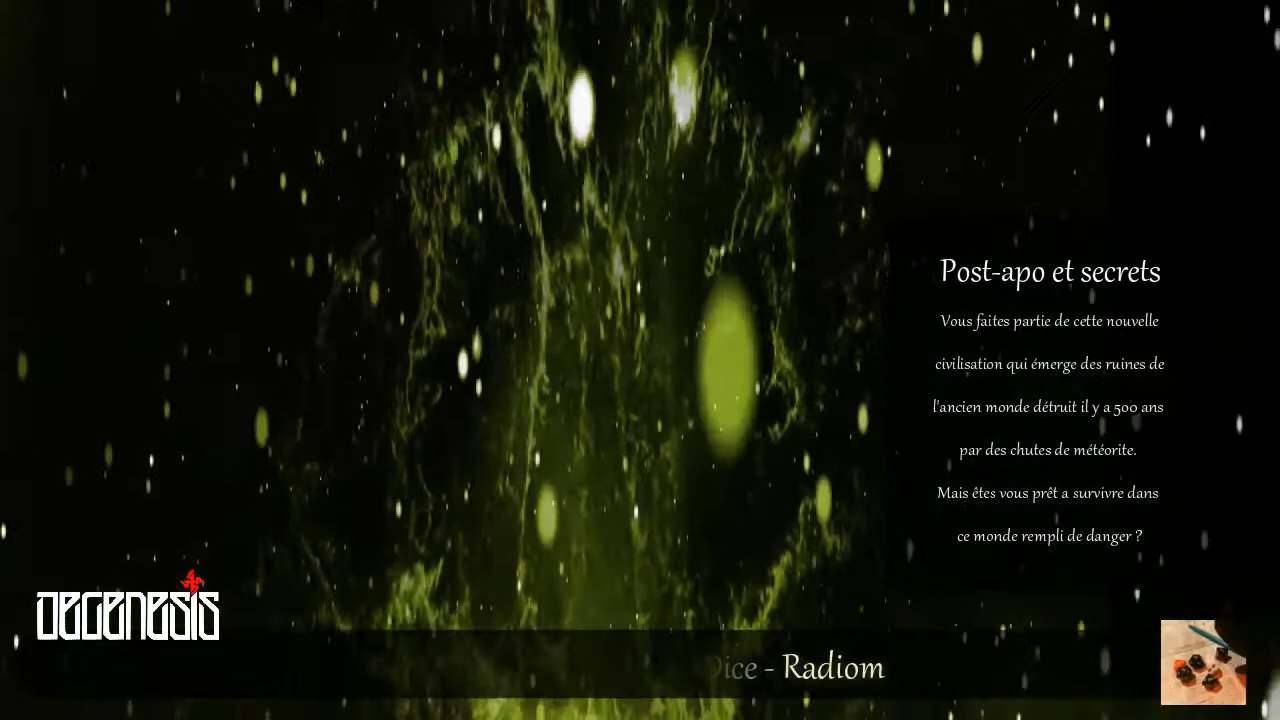 Post-apo et secrets
Vous faites partie de cette nouvelle
civilisation qui émerge des ruines de
l'ancien monde détruit il y a 500 ans
par des chutes de météorite.
Mais êtes vous prêt a survivre dans
ce monde rempli de danger ?
DEGENESIS
Dice - Radiom